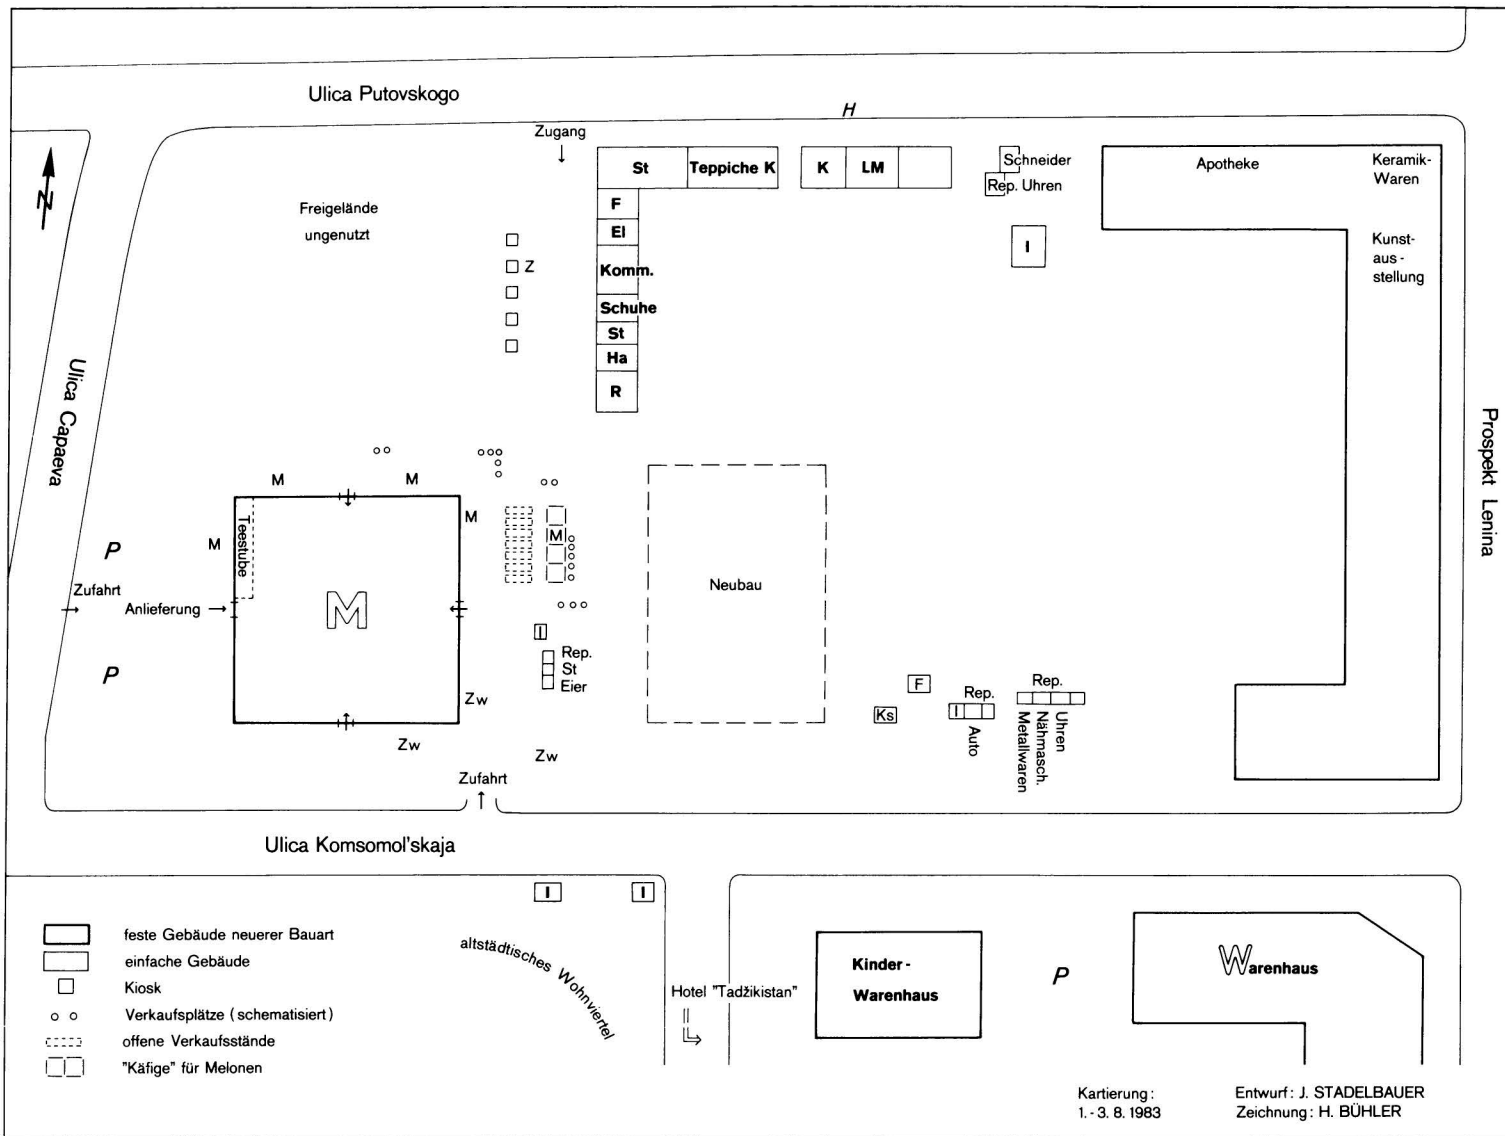 Ulica Putovskogo
H
Zugang
N
Freigelände
ungenutzt
Z
St
Teppiche K
K
LM
F
El
Komm.
Schuhe
St
Ha
R
Schneider
Rep. Uhren
I
Apotheke
Keramik-
Waren
Kunst-
aus-
stellung
Ulica Capaeva
Prospekt Lenina
M
M
M
M
Teestube
P
Zufahrt
Anlieferung
M
P
M
I
Rep.
St
Eier
Neubau
Zw
Zw
Zw
Zufahrt
F
Ks
Rep.
I
Auto
Rep.
Metallwaren
Nähmasch.
Uhren
Ulica Komsomol'skaja
I
I
altstädtisches Wohnviertel
Hotel "Tadžikistan"
Kinder-
Warenhaus
P
Warenhaus
feste Gebäude neuerer Bauart
einfache Gebäude
Kiosk
Verkaufsplätze (schematisiert)
offene Verkaufsstände
"Käfige" für Melonen
Kartierung:
1.-3. 8. 1983
Entwurf: J. STADELBAUER
Zeichnung: H. BÜHLER